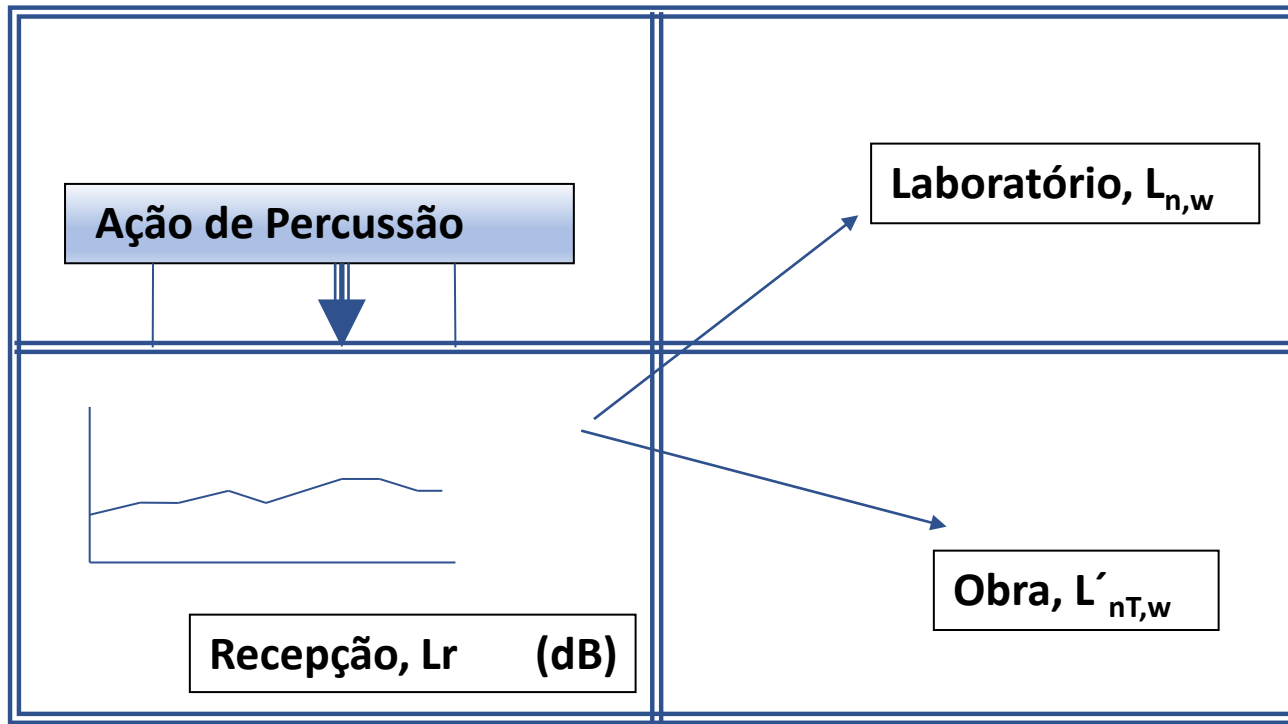 Laboratório, Ln,w
Ação de Percussão
Obra, L´nT,w
Recepção, Lr (dB)